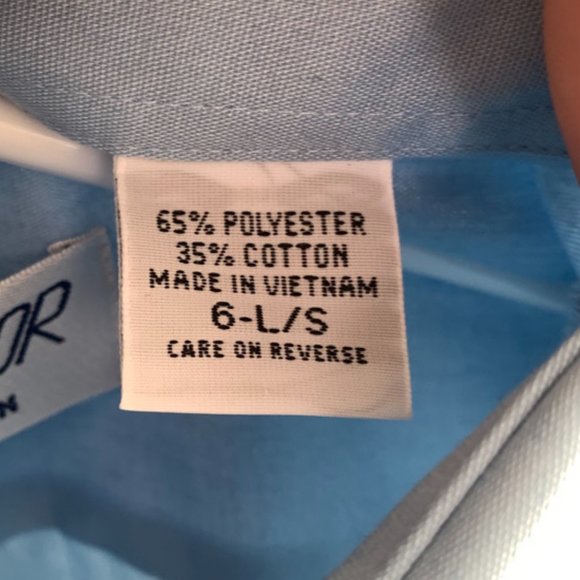 65% POLYESTER
35% COTTON
MADE IN VIETNAM
6-L/S
CARE ON REVERSE